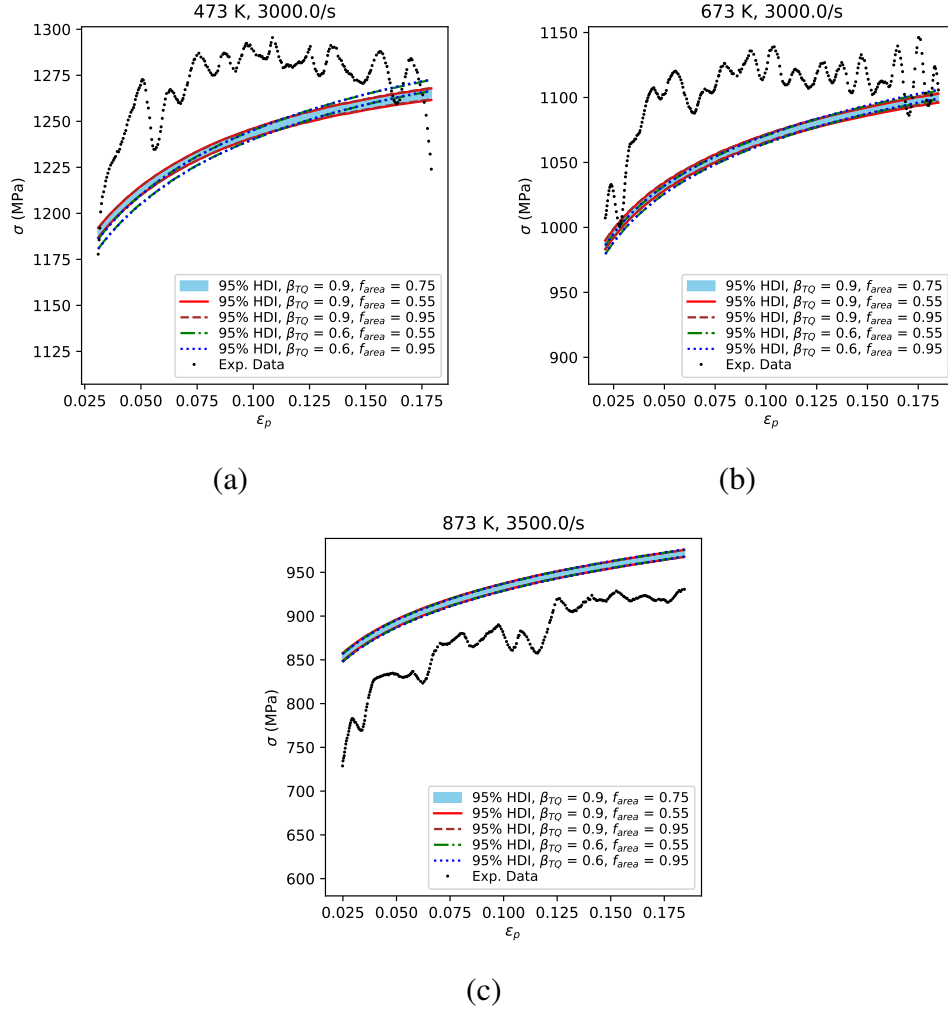 473 K, 3000.0/s
1300
1275
1250
1225
1200
1175
1150
1125
σ (MPa)
95% HDI, β_TQ = 0.9, f_area = 0.75
95% HDI, β_TQ = 0.9, f_area = 0.55
95% HDI, β_TQ = 0.9, f_area = 0.95
95% HDI, β_TQ = 0.6, f_area = 0.55
95% HDI, β_TQ = 0.6, f_area = 0.95
Exp. Data
0.025 0.050 0.075 0.100 0.125 0.150 0.175
ε_p
(a)
673 K, 3000.0/s
1150
1100
1050
1000
950
900
σ (MPa)
95% HDI, β_TQ = 0.9, f_area = 0.75
95% HDI, β_TQ = 0.9, f_area = 0.55
95% HDI, β_TQ = 0.9, f_area = 0.95
95% HDI, β_TQ = 0.6, f_area = 0.55
95% HDI, β_TQ = 0.6, f_area = 0.95
Exp. Data
0.025 0.050 0.075 0.100 0.125 0.150 0.175
ε_p
(b)
873 K, 3500.0/s
950
900
850
800
750
700
650
600
σ (MPa)
95% HDI, β_TQ = 0.9, f_area = 0.75
95% HDI, β_TQ = 0.9, f_area = 0.55
95% HDI, β_TQ = 0.9, f_area = 0.95
95% HDI, β_TQ = 0.6, f_area = 0.55
95% HDI, β_TQ = 0.6, f_area = 0.95
Exp. Data
0.025 0.050 0.075 0.100 0.125 0.150 0.175
ε_p
(c)